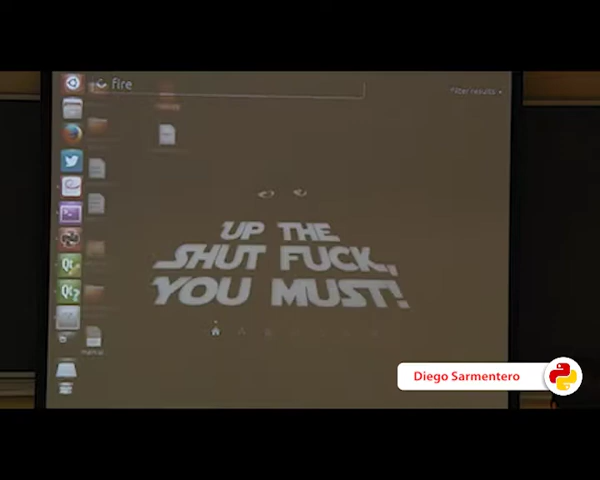 fire
Filter results
UP THE
SHUT FUCK,
YOU MUST!
Diego Sarmentero